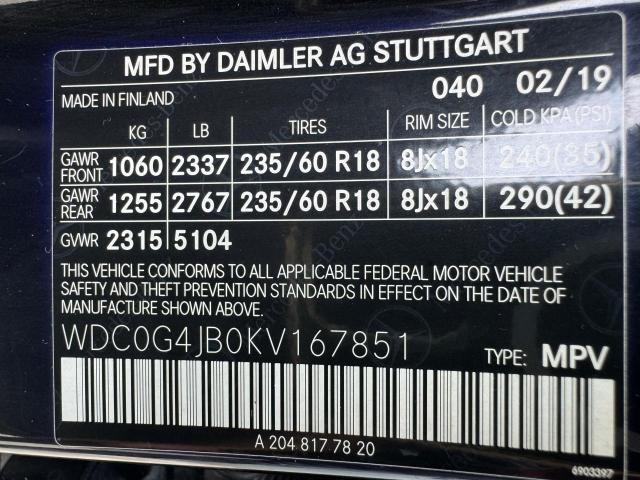 MFD BY DAIMLER AG STUTTGART
MADE IN FINLAND 040 02/19
KG LB TIRES RIM SIZE COLD KPA(PSI)
GAWR FRONT 1060 2337 235/60 R18 8Jx18 240(35)
GAWR REAR 1255 2767 235/60 R18 8Jx18 290(42)
GVWR 2315 5104
THIS VEHICLE CONFORMS TO ALL APPLICABLE FEDERAL MOTOR VEHICLE
SAFETY AND THEFT PREVENTION STANDARDS IN EFFECT ON THE DATE OF
MANUFACTURE SHOWN ABOVE.
WDC0G4JB0KV167851 TYPE: MPV
A 204 817 78 20
6903397